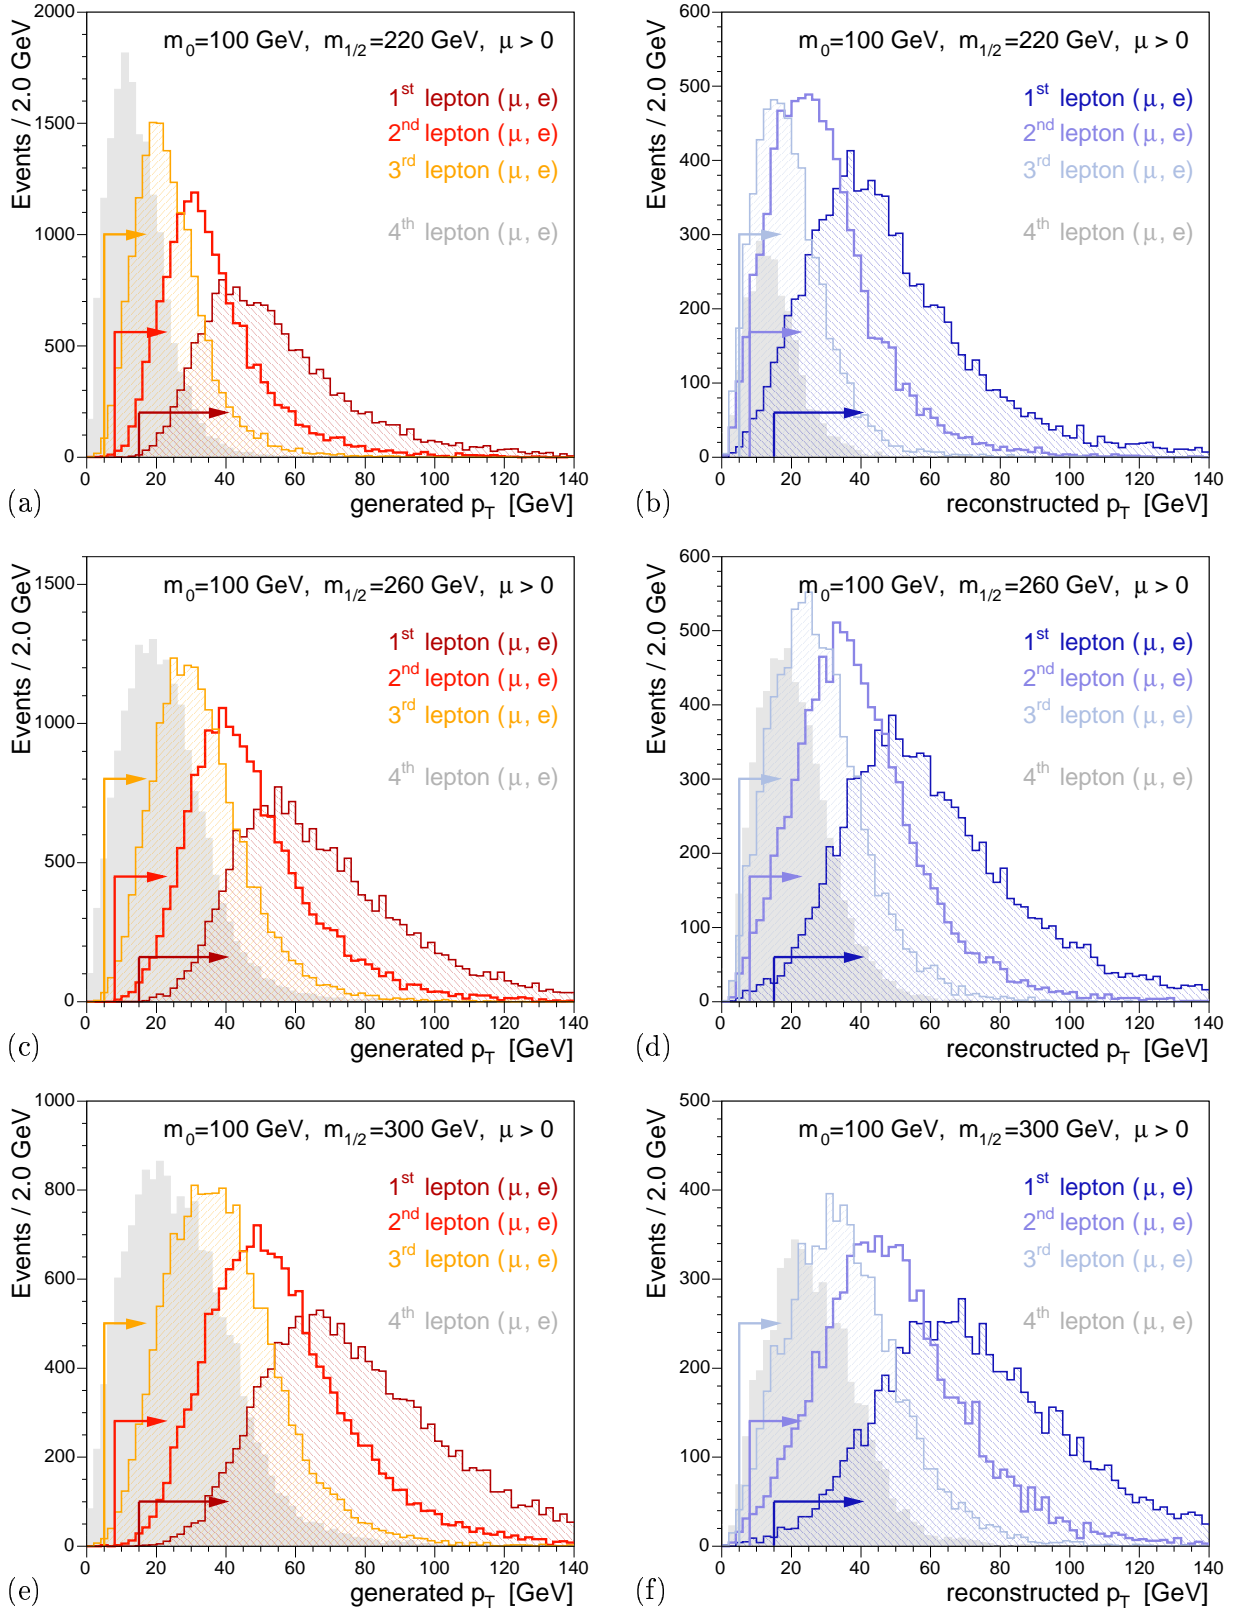 m0=100 GeV, m1/2=220 GeV, μ > 0
1st lepton (μ, e)
2nd lepton (μ, e)
3rd lepton (μ, e)
4th lepton (μ, e)
Events / 2.0 GeV
2000
1500
1000
500
0
0 20 40 60 80 100 120 140
generated pT [GeV]
(a)
m0=100 GeV, m1/2=220 GeV, μ > 0
1st lepton (μ, e)
2nd lepton (μ, e)
3rd lepton (μ, e)
4th lepton (μ, e)
Events / 2.0 GeV
600
500
400
300
200
100
0
0 20 40 60 80 100 120 140
reconstructed pT [GeV]
(b)
m0=100 GeV, m1/2=260 GeV, μ > 0
1st lepton (μ, e)
2nd lepton (μ, e)
3rd lepton (μ, e)
4th lepton (μ, e)
Events / 2.0 GeV
1500
1000
500
0
0 20 40 60 80 100 120 140
generated pT [GeV]
(c)
m0=100 GeV, m1/2=260 GeV, μ > 0
1st lepton (μ, e)
2nd lepton (μ, e)
3rd lepton (μ, e)
4th lepton (μ, e)
Events / 2.0 GeV
600
500
400
300
200
100
0
0 20 40 60 80 100 120 140
reconstructed pT [GeV]
(d)
m0=100 GeV, m1/2=300 GeV, μ > 0
1st lepton (μ, e)
2nd lepton (μ, e)
3rd lepton (μ, e)
4th lepton (μ, e)
Events / 2.0 GeV
1000
800
600
400
200
0
0 20 40 60 80 100 120 140
generated pT [GeV]
(e)
m0=100 GeV, m1/2=300 GeV, μ > 0
1st lepton (μ, e)
2nd lepton (μ, e)
3rd lepton (μ, e)
4th lepton (μ, e)
Events / 2.0 GeV
500
400
300
200
100
0
0 20 40 60 80 100 120 140
reconstructed pT [GeV]
(f)